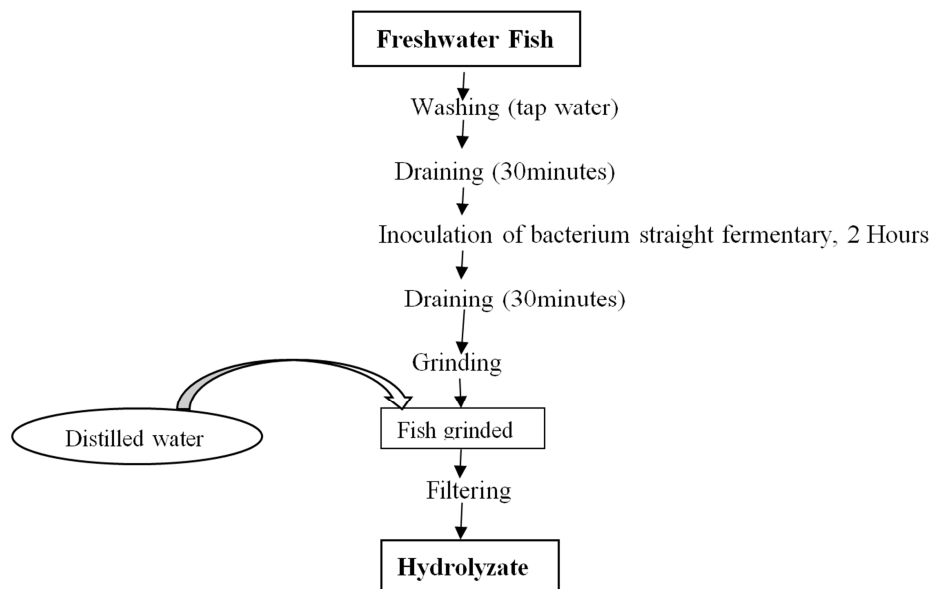 Freshwater Fish
Washing (tap water)
Draining (30minutes)
Inoculation of bacterium straight fermentary, 2 Hours
Draining (30minutes)
Grinding
Distilled water
Fish grinded
Filtering
Hydrolyzate